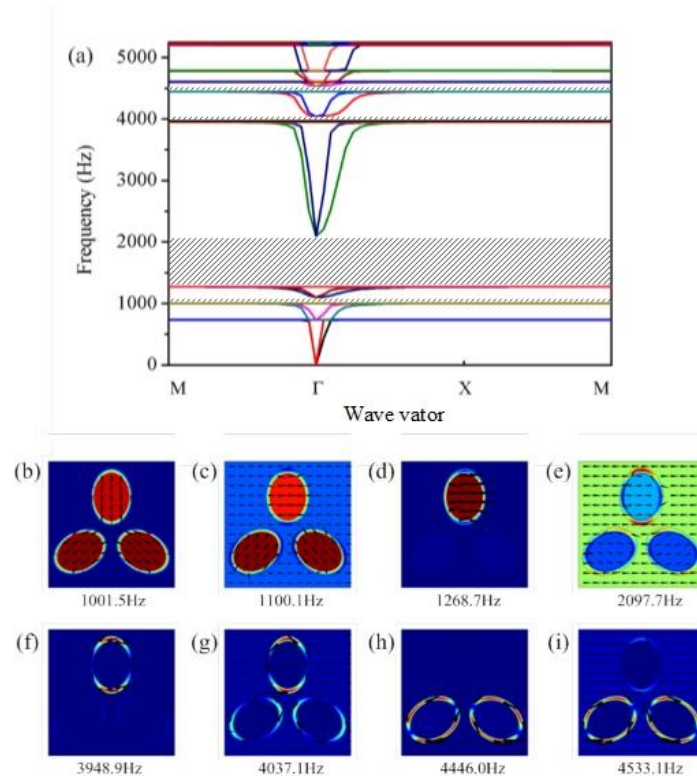 (a)
5000
4000
3000
2000
1000
0
Frequency (Hz)
M Γ X M
Wave vator
(b) (c) (d) (e)
1001.5Hz 1100.1Hz 1268.7Hz 2097.7Hz
(f) (g) (h) (i)
3948.9Hz 4037.1Hz 4446.0Hz 4533.1Hz